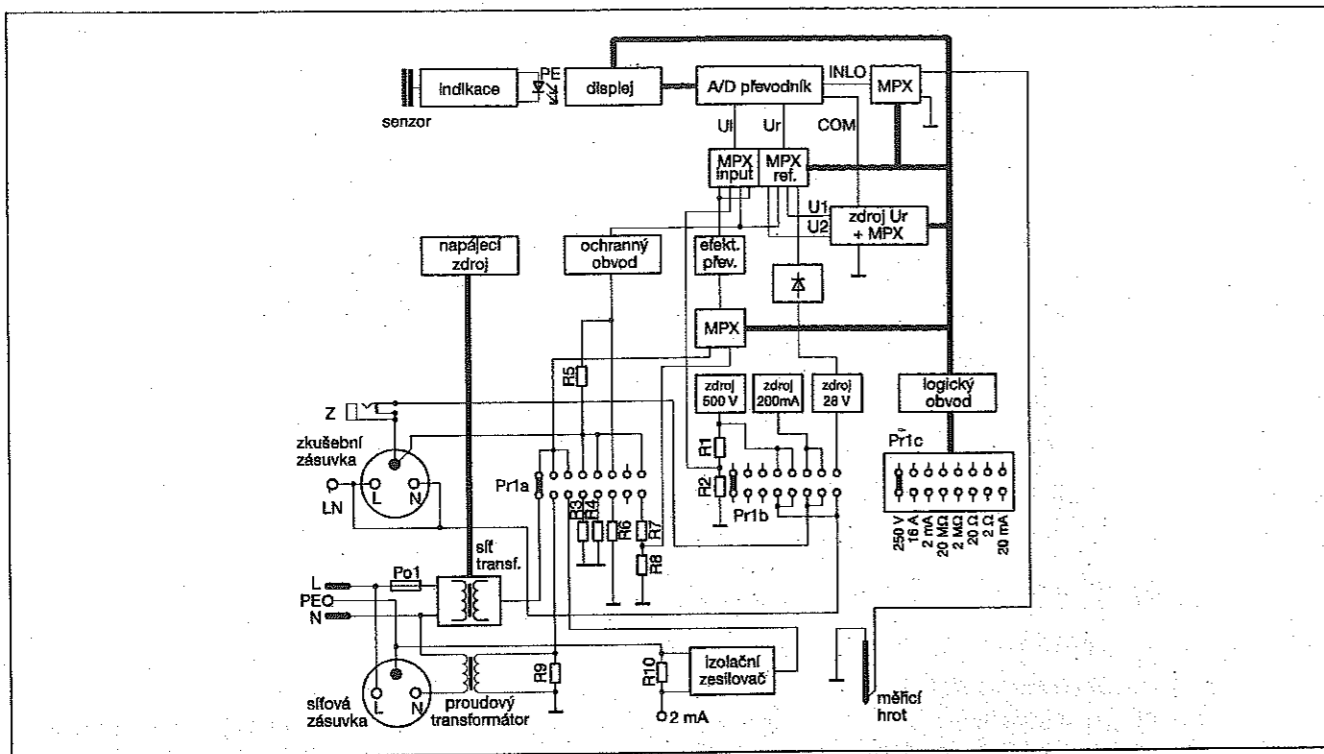 senzor
indikace
PE
displej
A/D převodník
INLO
MPX
UI
Ur
COM
MPX input
MPX ref.
U1
U2
zdroj Ur + MPX
napájecí zdroj
ochranný obvod
efekt. přev.
MPX
R5
zdroj 500 V
zdroj 200mA
zdroj 28 V
logický obvod
Z
zkušební zásuvka
L
N
LN
Pr1a
R3
R4
R6
R7
R8
R1
R2
Pr1b
Pr1c
250 V
16 A
2 mA
20 MΩ
2 MΩ
20 Ω
2 Ω
20 mA
L
Po1
PE
N
síť transf.
síťová zásuvka
L
N
proudový transformátor
R9
R10
2 mA
izolační zesilovač
měřicí hrot